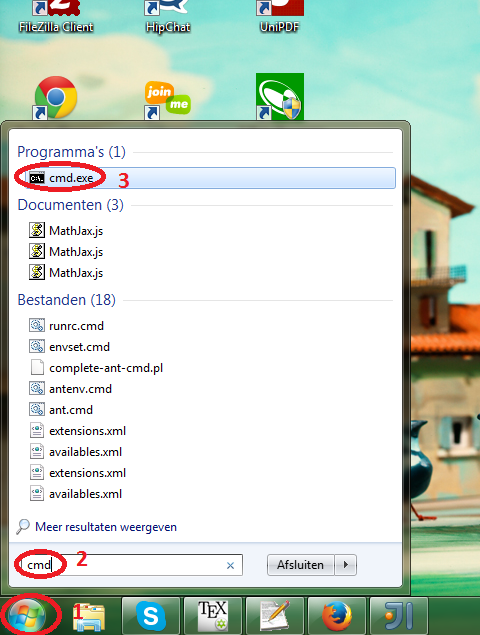 FileZilla Client HipChat UniPDF
join
me
Programma's (1)
C:\.
cmd.exe 3
Documenten (3)
MathJax.js
MathJax.js
MathJax.js
Bestanden (18)
runrc.cmd
envset.cmd
complete-ant-cmd.pl
antenv.cmd
ant.cmd
extensions.xml
availables.xml
extensions.xml
availables.xml
Meer resultaten weergeven
cmd 2 Afsluiten
1 S TEX JI